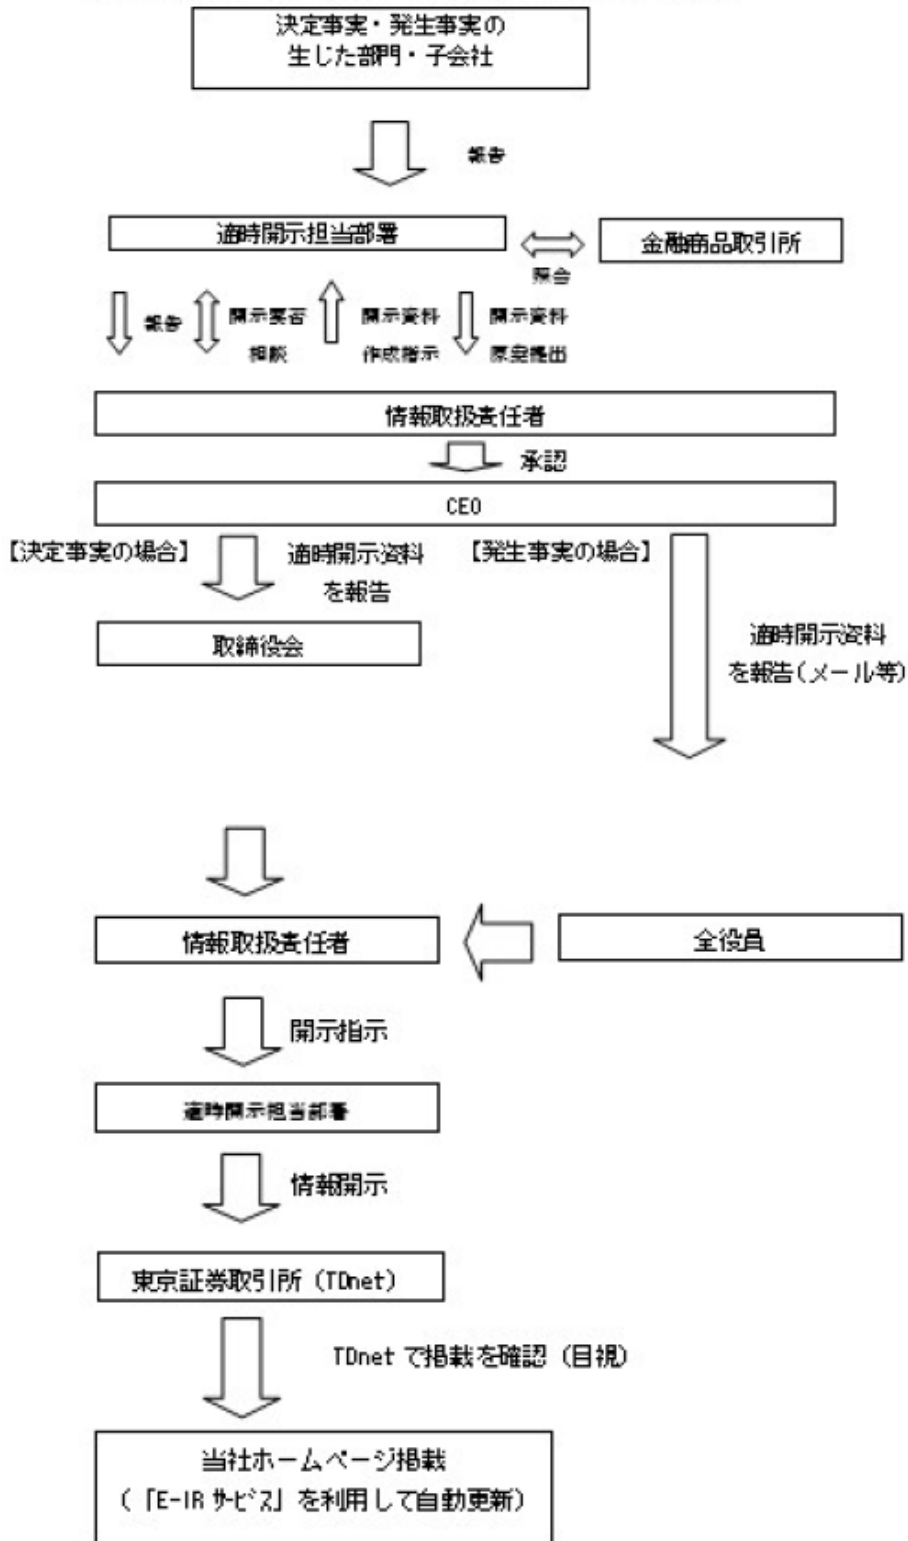 決定事実・発生事実の
生じた部門・子会社
報告
適時開示担当部署
金融商品取引所
照会
報告
開示要否
相談
開示資料
作成指示
開示資料
原案提出
情報取扱責任者
承認
CEO
【決定事実の場合】
適時開示資料
を報告
【発生事実の場合】
取締役会
適時開示資料
を報告(メール等)
情報取扱責任者
全役員
開示指示
適時開示担当部署
情報開示
東京証券取引所（TDnet）
TDnet で掲載を確認（目視）
当社ホームページ掲載
（「E-IR ｻｰﾋﾞｽ」を利用して自動更新）